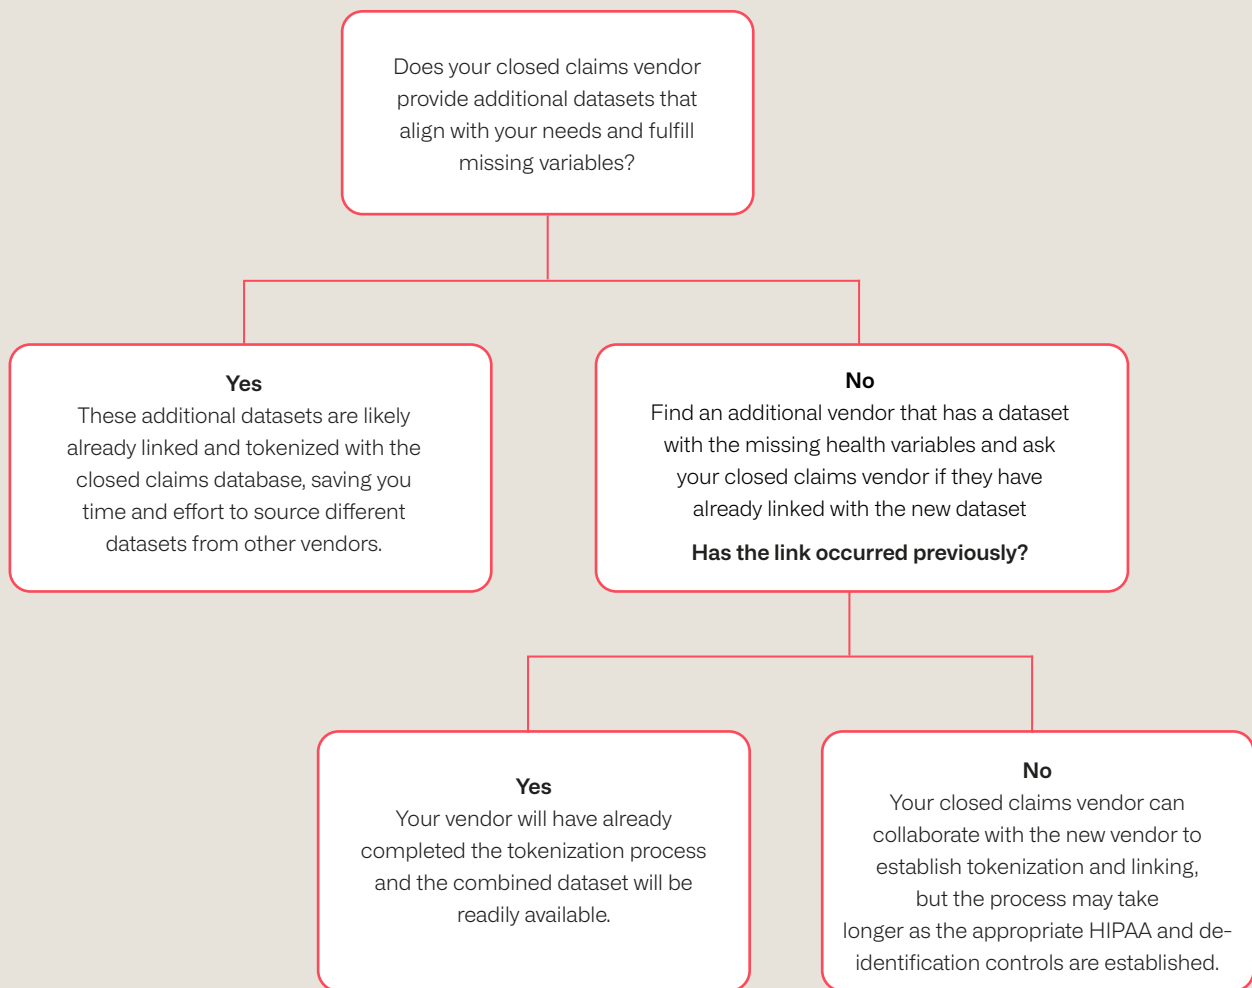 Does your closed claims vendor
provide additional datasets that
align with your needs and fulfill
missing variables?
Yes
These additional datasets are likely
already linked and tokenized with the
closed claims database, saving you
time and effort to source different
datasets from other vendors.
No
Find an additional vendor that has a dataset
with the missing health variables and ask
your closed claims vendor if they have
already linked with the new dataset
Has the link occurred previously?
Yes
Your vendor will have already
completed the tokenization process
and the combined dataset will be
readily available.
No
Your closed claims vendor can
collaborate with the new vendor to
establish tokenization and linking,
but the process may take
longer as the appropriate HIPAA and de-
identification controls are established.